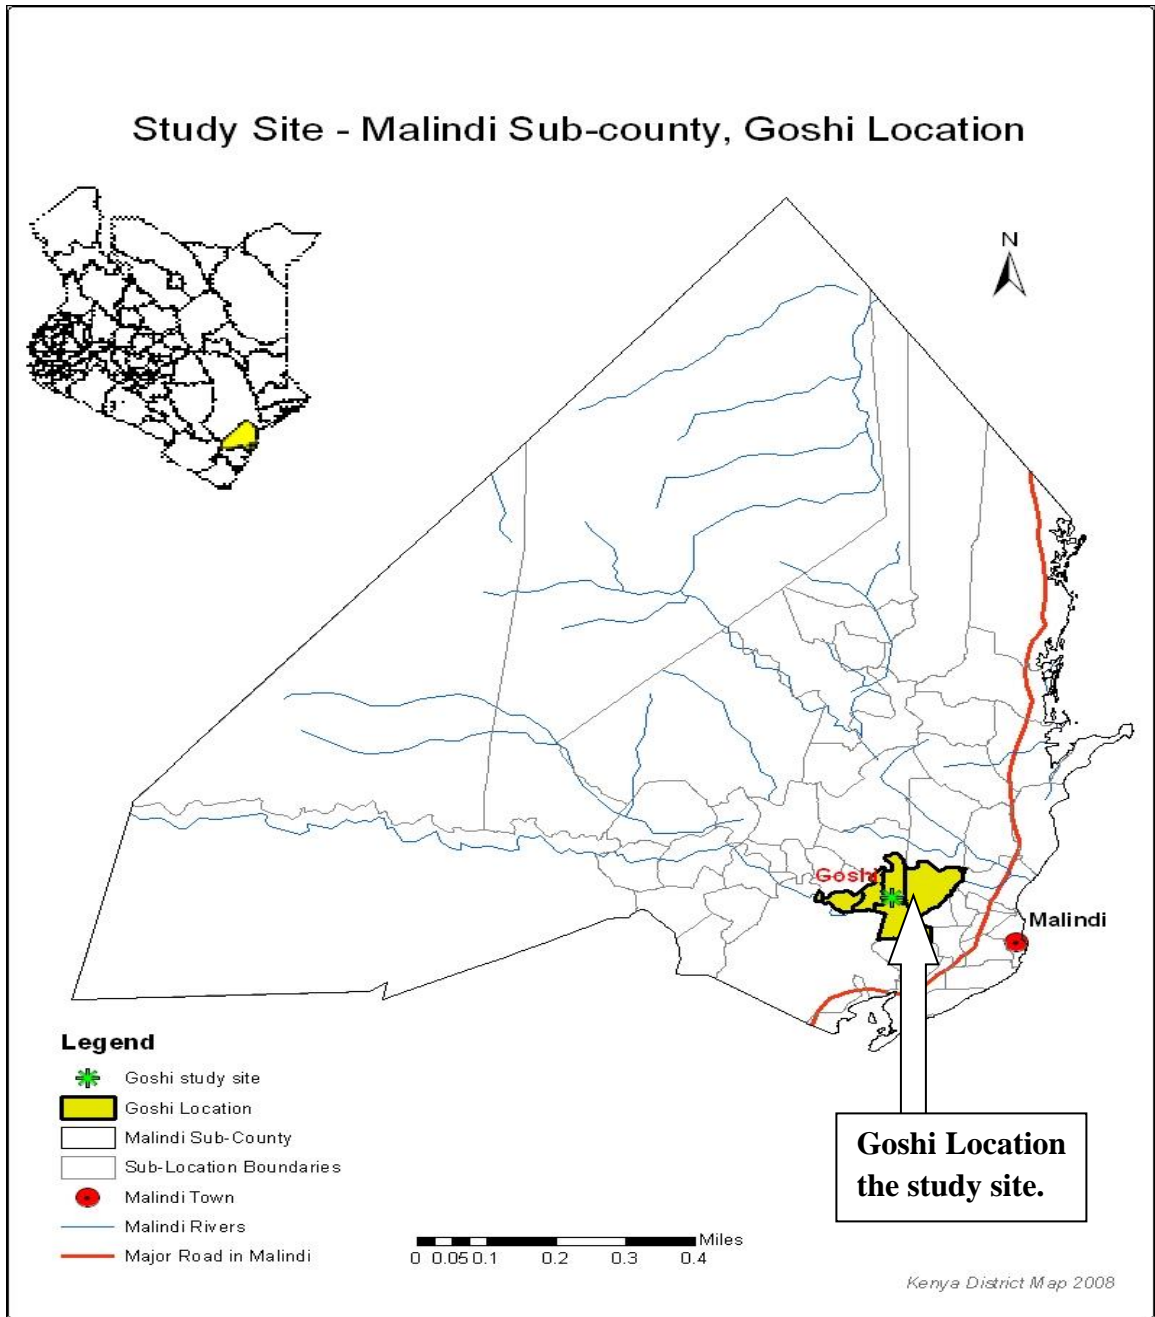 Study Site - Malindi Sub-county, Goshi Location
N
Goshi
Malindi
Legend
Goshi study site
Goshi Location
Malindi Sub-County
Sub-Location Boundaries
Malindi Town
Malindi Rivers
Major Road in Malindi
Miles
0 0.05 0.1 0.2 0.3 0.4
Goshi Location
the study site.
Kenya District Map 2008